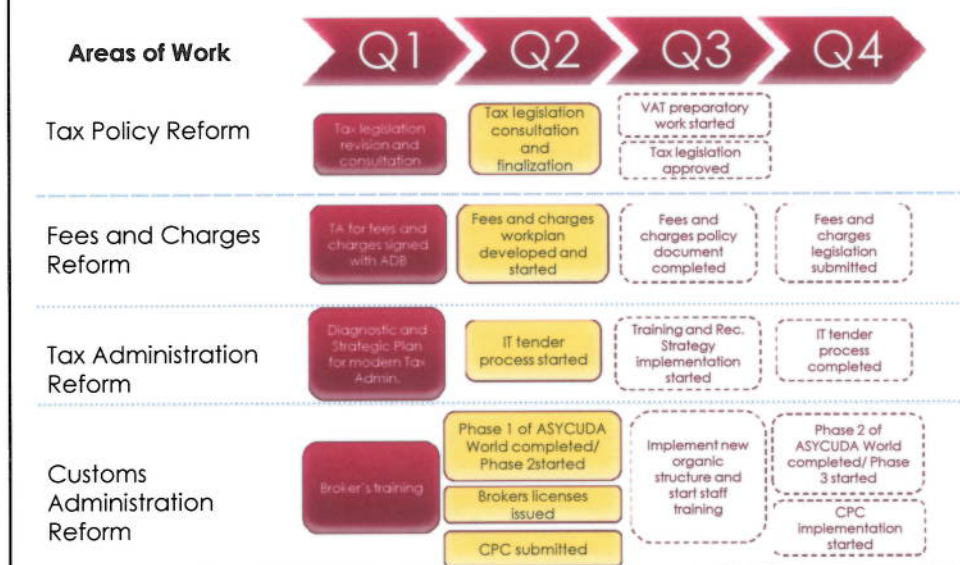 Areas of Work
Q1
Q2
Q3
Q4
Tax Policy Reform
Tax legislation
revision and
consultation
Tax legislation
consultation
and
finalization
VAT preparatory
work started
Tax legislation
approved
Fees and Charges
Reform
TA for fees and
charges signed
with ADB
Fees and charges
workplan
developed and
started
Fees and
charges policy
document
completed
Fees and
charges
legislation
submitted
Tax Administration
Reform
Diagnostic and
Strategic Plan
for modern Tax
Admin.
IT tender
process started
Training and Rec.
Strategy
implementation
started
IT tender
process
completed
Customs
Administration
Reform
Broker´s training
Phase 1 of ASYCUDA
World completed/
Phase 2started
Brokers licenses
issued
CPC submitted
Implement new
organic
structure and
start staff
training
Phase 2 of
ASYCUDA World
completed/ Phase
3 started
CPC
implementation
started